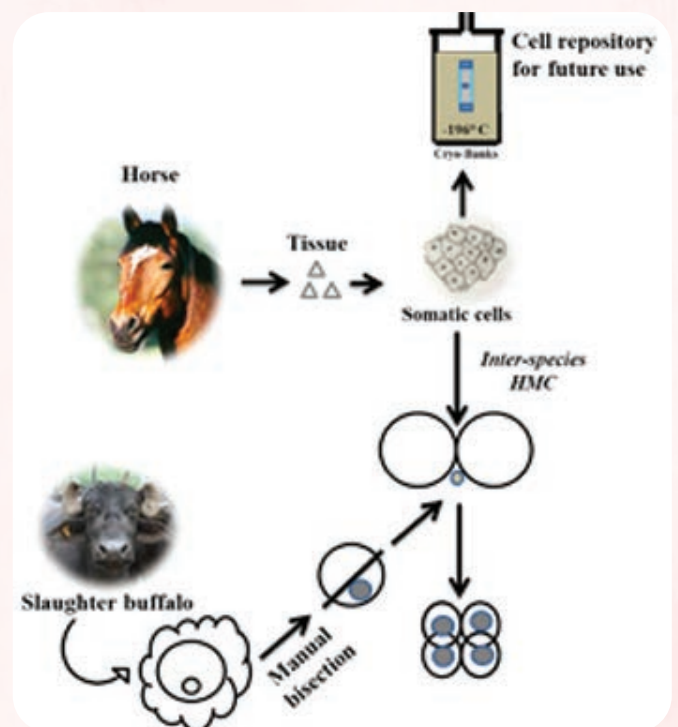 Cell repository
for future use
-196° C
Cryo-Banks
Horse
Tissue
Somatic cells
Inter-species
HMC
Slaughter buffalo
Manual
bisection